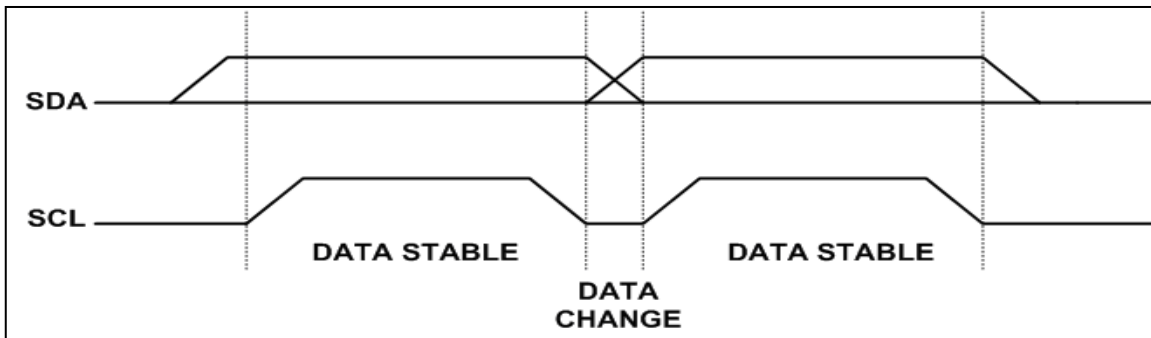 SDA
SCL
DATA STABLE
DATA STABLE
DATA
CHANGE